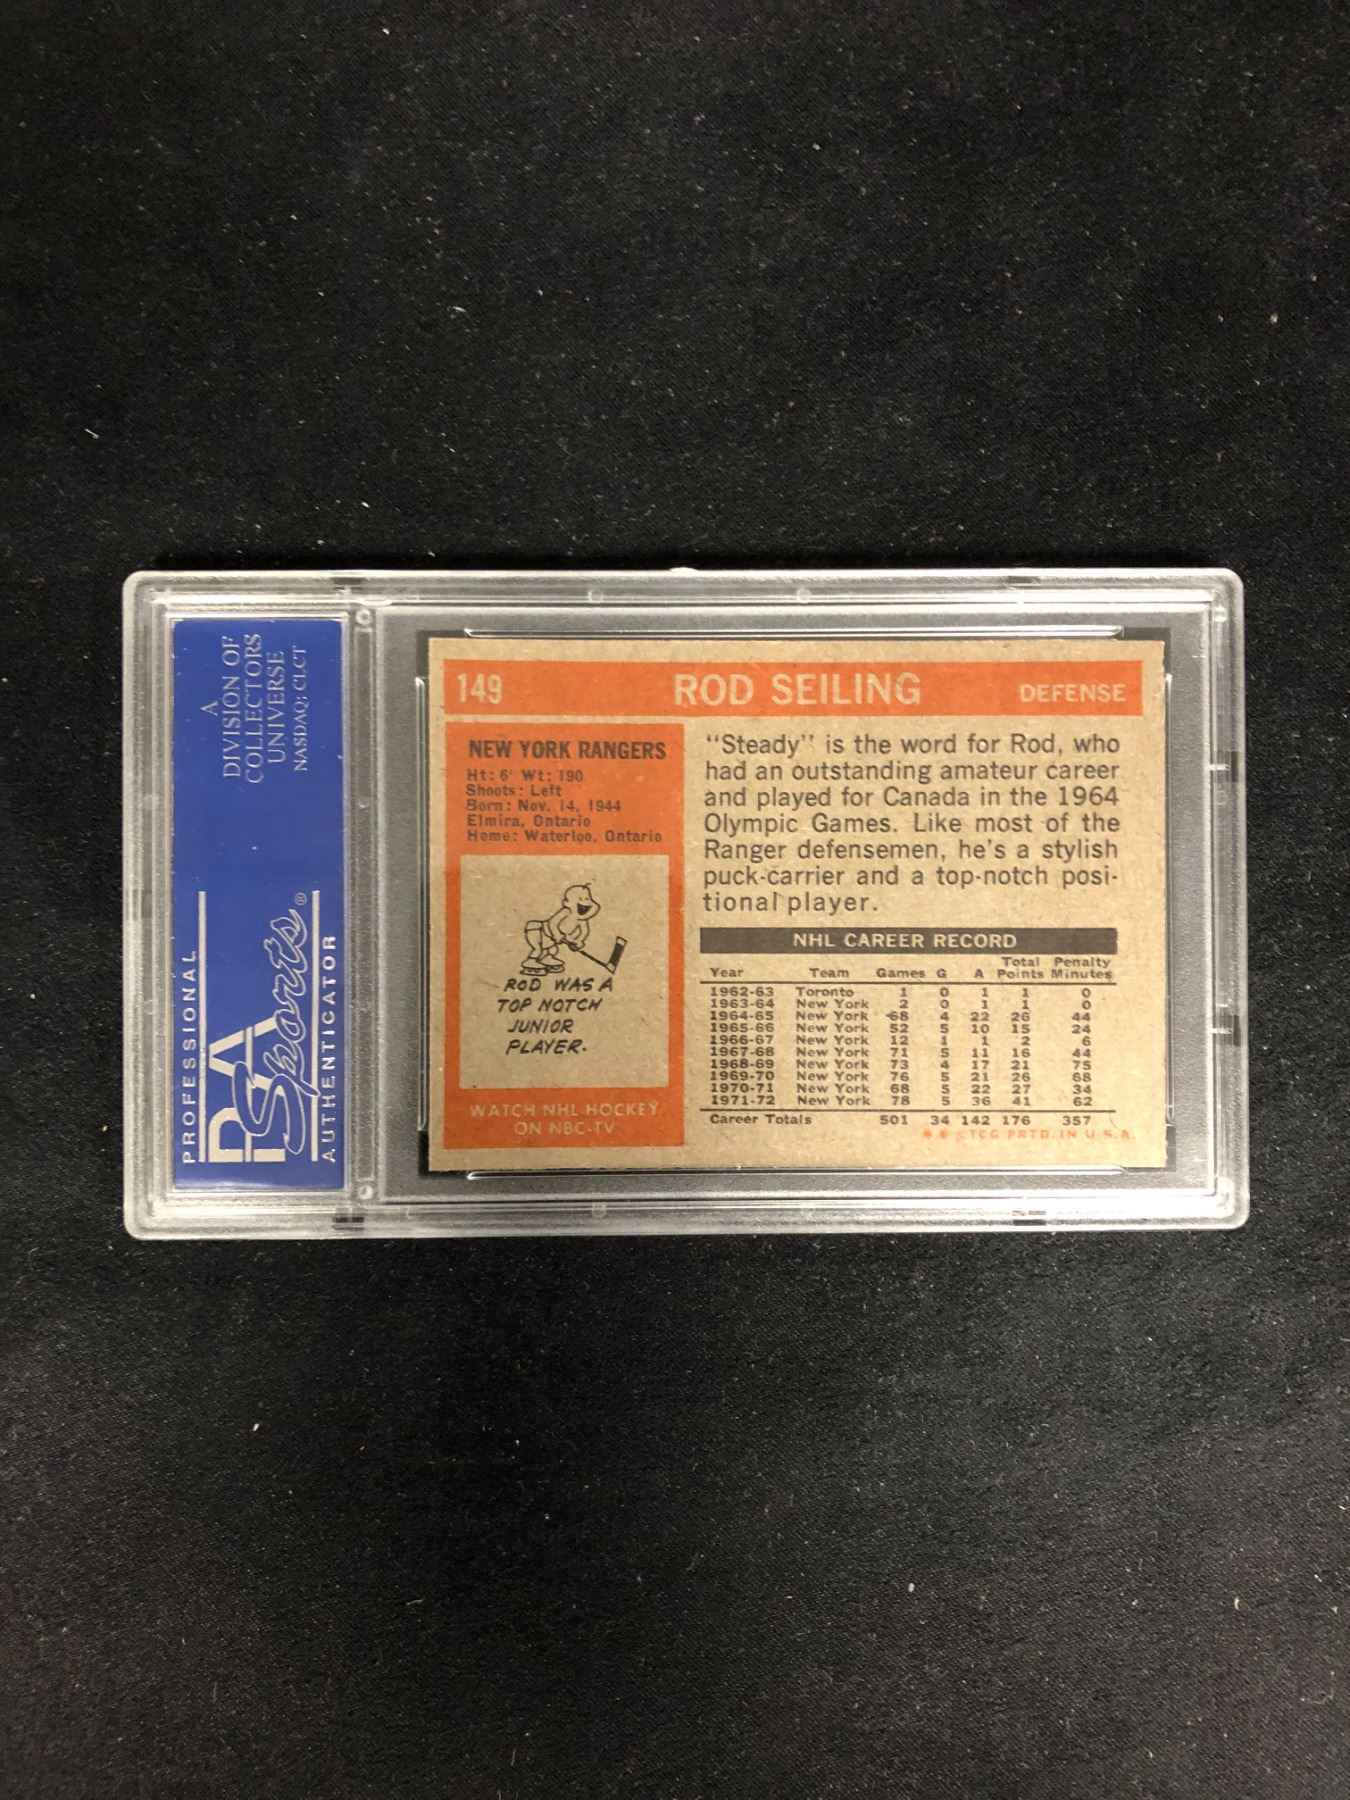 A
DIVISION OF
COLLECTORS
UNIVERSE
NASDAQ: CLCT
PROFESSIONAL
PSA
Sports®
AUTHENTICATOR
149 ROD SEILING DEFENSE
NEW YORK RANGERS
Ht: 6' Wt: 190
Shoots: Left
Born: Nov. 14, 1944
Elmira, Ontario
Home: Waterloo, Ontario
ROD WAS A
TOP NOTCH
JUNIOR
PLAYER.
WATCH NHL HOCKEY
ON NBC-TV
"Steady" is the word for Rod, who
had an outstanding amateur career
and played for Canada in the 1964
Olympic Games. Like most of the
Ranger defensemen, he's a stylish
puck-carrier and a top-notch posi-
tional player.
NHL CAREER RECORD
Total Penalty
Year Team Games G A Points Minutes
1962-63 Toronto 1 0 1 1 0
1963-64 New York 2 0 1 1 0
1964-65 New York 68 4 22 26 44
1965-66 New York 52 5 10 15 24
1966-67 New York 12 1 1 2 6
1967-68 New York 71 5 11 16 44
1968-69 New York 73 4 17 21 75
1969-70 New York 76 5 21 26 68
1970-71 New York 68 5 22 27 34
1971-72 New York 78 5 36 41 62
Career Totals 501 34 142 176 357
** ©TCG PRTD. IN U.S.A.